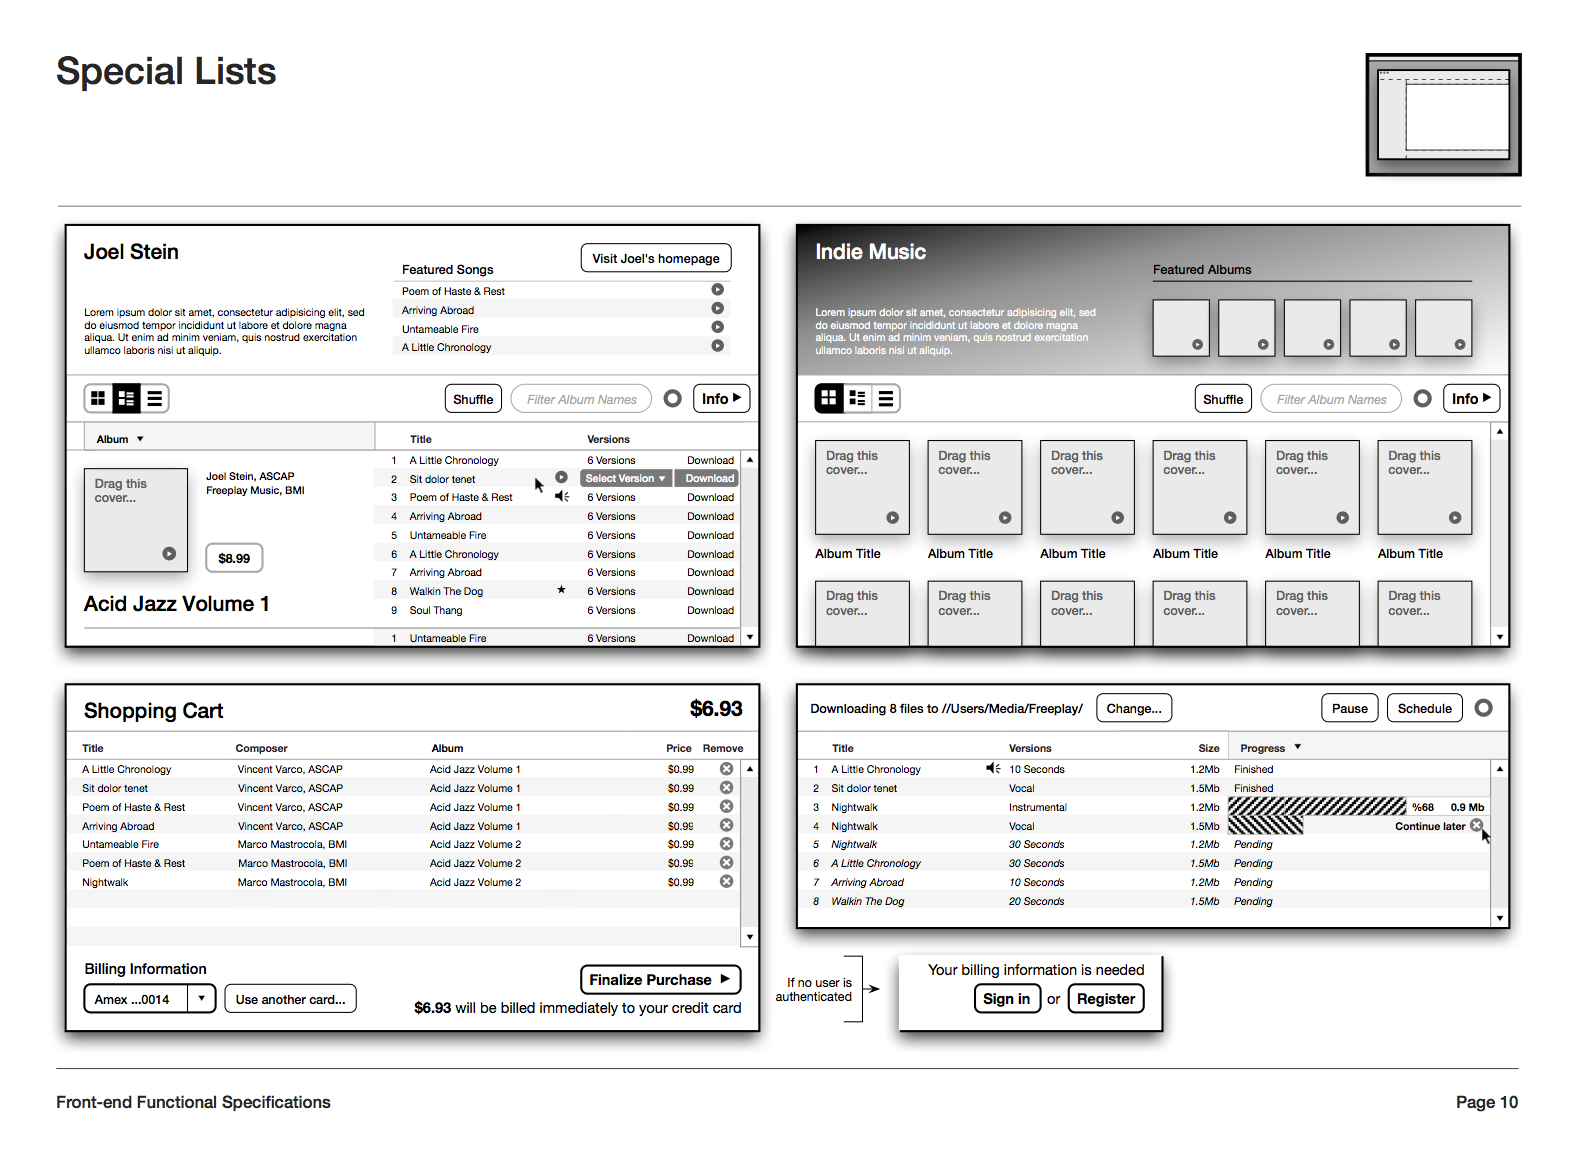 Special Lists
Joel Stein
Visit Joel's homepage
Featured Songs
Poem of Haste & Rest
Arriving Abroad
Untameable Fire
A Little Chronology
Lorem ipsum dolor sit amet, consectetur adipisicing elit, sed
do eiusmod tempor incididunt ut labore et dolore magna
aliqua. Ut enim ad minim veniam, quis nostrud exercitation
ullamco laboris nisi ut aliquip.
Shuffle
Filter Album Names
Info
Album
Title Versions
Drag this
cover...
Joel Stein, ASCAP
Freeplay Music, BMI
$8.99
Acid Jazz Volume 1
1 A Little Chronology 6 Versions Download
2 Sit dolor tenet Select Version Download
3 Poem of Haste & Rest 6 Versions Download
4 Arriving Abroad 6 Versions Download
5 Untameable Fire 6 Versions Download
6 A Little Chronology 6 Versions Download
7 Arriving Abroad 6 Versions Download
8 Walkin The Dog 6 Versions Download
9 Soul Thang 6 Versions Download
1 Untameable Fire 6 Versions Download
Indie Music
Featured Albums
Lorem ipsum dolor sit amet, consectetur adipisicing elit, sed
do eiusmod tempor incididunt ut labore et dolore magna
aliqua. Ut enim ad minim veniam, quis nostrud exercitation
ullamco laboris nisi ut aliquip.
Shuffle
Filter Album Names
Info
Drag this Drag this Drag this Drag this Drag this Drag this
cover... cover... cover... cover... cover... cover...
Album Title Album Title Album Title Album Title Album Title Album Title
Drag this Drag this Drag this Drag this Drag this Drag this
cover... cover... cover... cover... cover... cover...
Shopping Cart $6.93
Title Composer Album Price Remove
A Little Chronology Vincent Varco, ASCAP Acid Jazz Volume 1 $0.99
Sit dolor tenet Vincent Varco, ASCAP Acid Jazz Volume 1 $0.99
Poem of Haste & Rest Vincent Varco, ASCAP Acid Jazz Volume 1 $0.99
Arriving Abroad Vincent Varco, ASCAP Acid Jazz Volume 1 $0.99
Untameable Fire Marco Mastrocola, BMI Acid Jazz Volume 2 $0.99
Poem of Haste & Rest Marco Mastrocola, BMI Acid Jazz Volume 2 $0.99
Nightwalk Marco Mastrocola, BMI Acid Jazz Volume 2 $0.99
Billing Information
Amex ...0014
Use another card...
Finalize Purchase
$6.93 will be billed immediately to your credit card
Downloading 8 files to //Users/Media/Freeplay/ Change... Pause Schedule
Title Versions Size Progress
1 A Little Chronology 10 Seconds 1.2Mb Finished
2 Sit dolor tenet Vocal 1.5Mb Finished
3 Nightwalk Instrumental 1.2Mb %68 0.9 Mb
4 Nightwalk Vocal 1.5Mb Continue later
5 Nightwalk 30 Seconds 1.2Mb Pending
6 A Little Chronology 30 Seconds 1.5Mb Pending
7 Arriving Abroad 10 Seconds 1.2Mb Pending
8 Walkin The Dog 20 Seconds 1.5Mb Pending
If no user is
authenticated
Your billing information is needed
Sign in or Register
Front-end Functional Specifications
Page 10